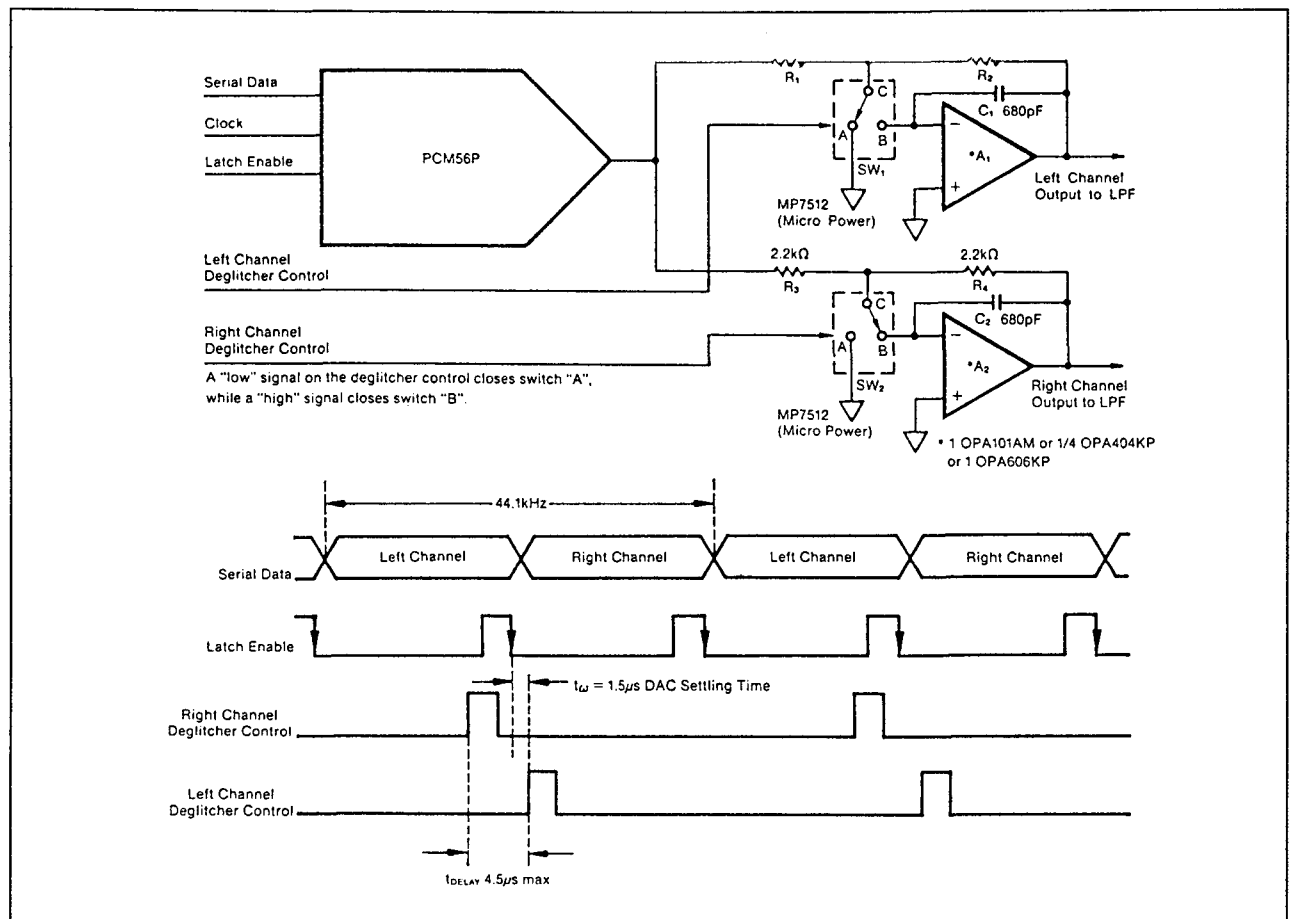 Serial Data
Clock
Latch Enable
PCM56P
R₁
R₂
C
C₁ 680pF
A
B
−
+
*A₁
SW₁
Left Channel
Output to LPF
MP7512
(Micro Power)
Left Channel
Deglitcher Control
2.2kΩ
R₃
2.2kΩ
R₄
C
C₂ 680pF
A
B
−
+
*A₂
SW₂
Right Channel
Output to LPF
Right Channel
Deglitcher Control
MP7512
(Micro Power)
A "low" signal on the deglitcher control closes switch "A",
while a "high" signal closes switch "B".
* 1 OPA101AM or 1/4 OPA404KP
or 1 OPA606KP
44.1kHz
Serial Data
Left Channel
Right Channel
Left Channel
Right Channel
Latch Enable
tω = 1.5µs DAC Settling Time
Right Channel
Deglitcher Control
Left Channel
Deglitcher Control
tDELAY 4.5µs max